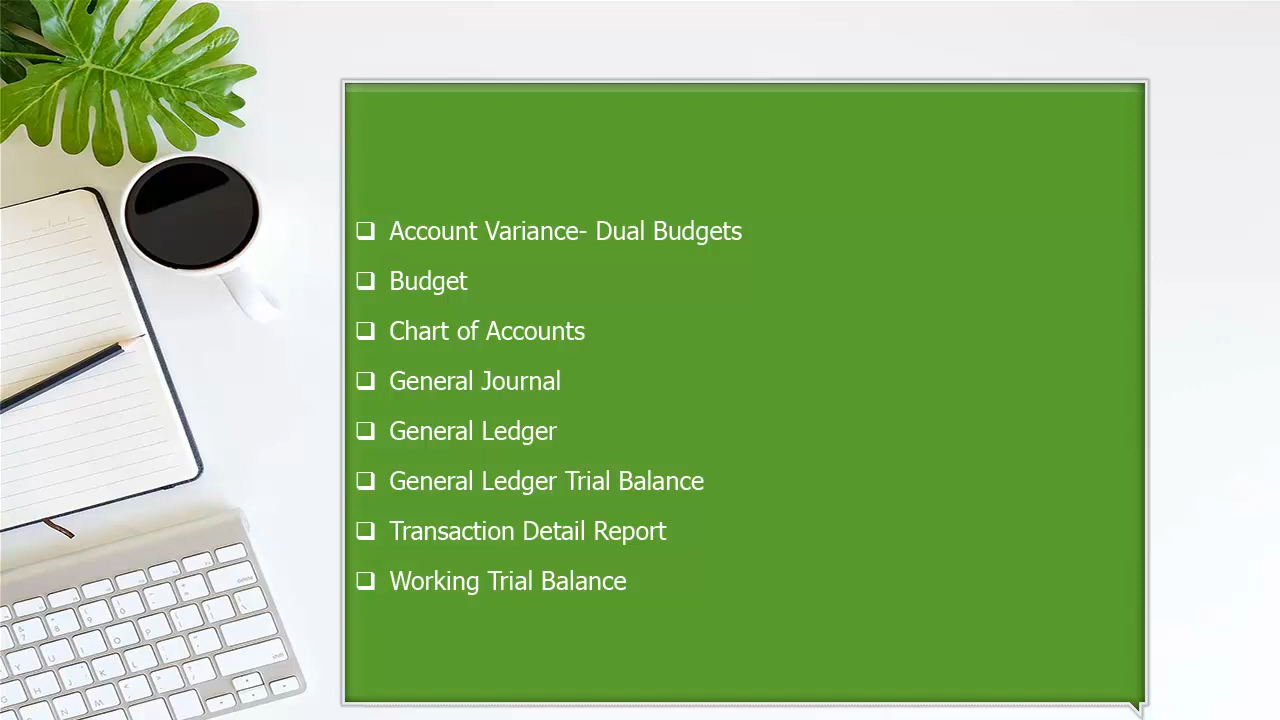 Account Variance- Dual Budgets
Budget
Chart of Accounts
General Journal
General Ledger
General Ledger Trial Balance
Transaction Detail Report
Working Trial Balance